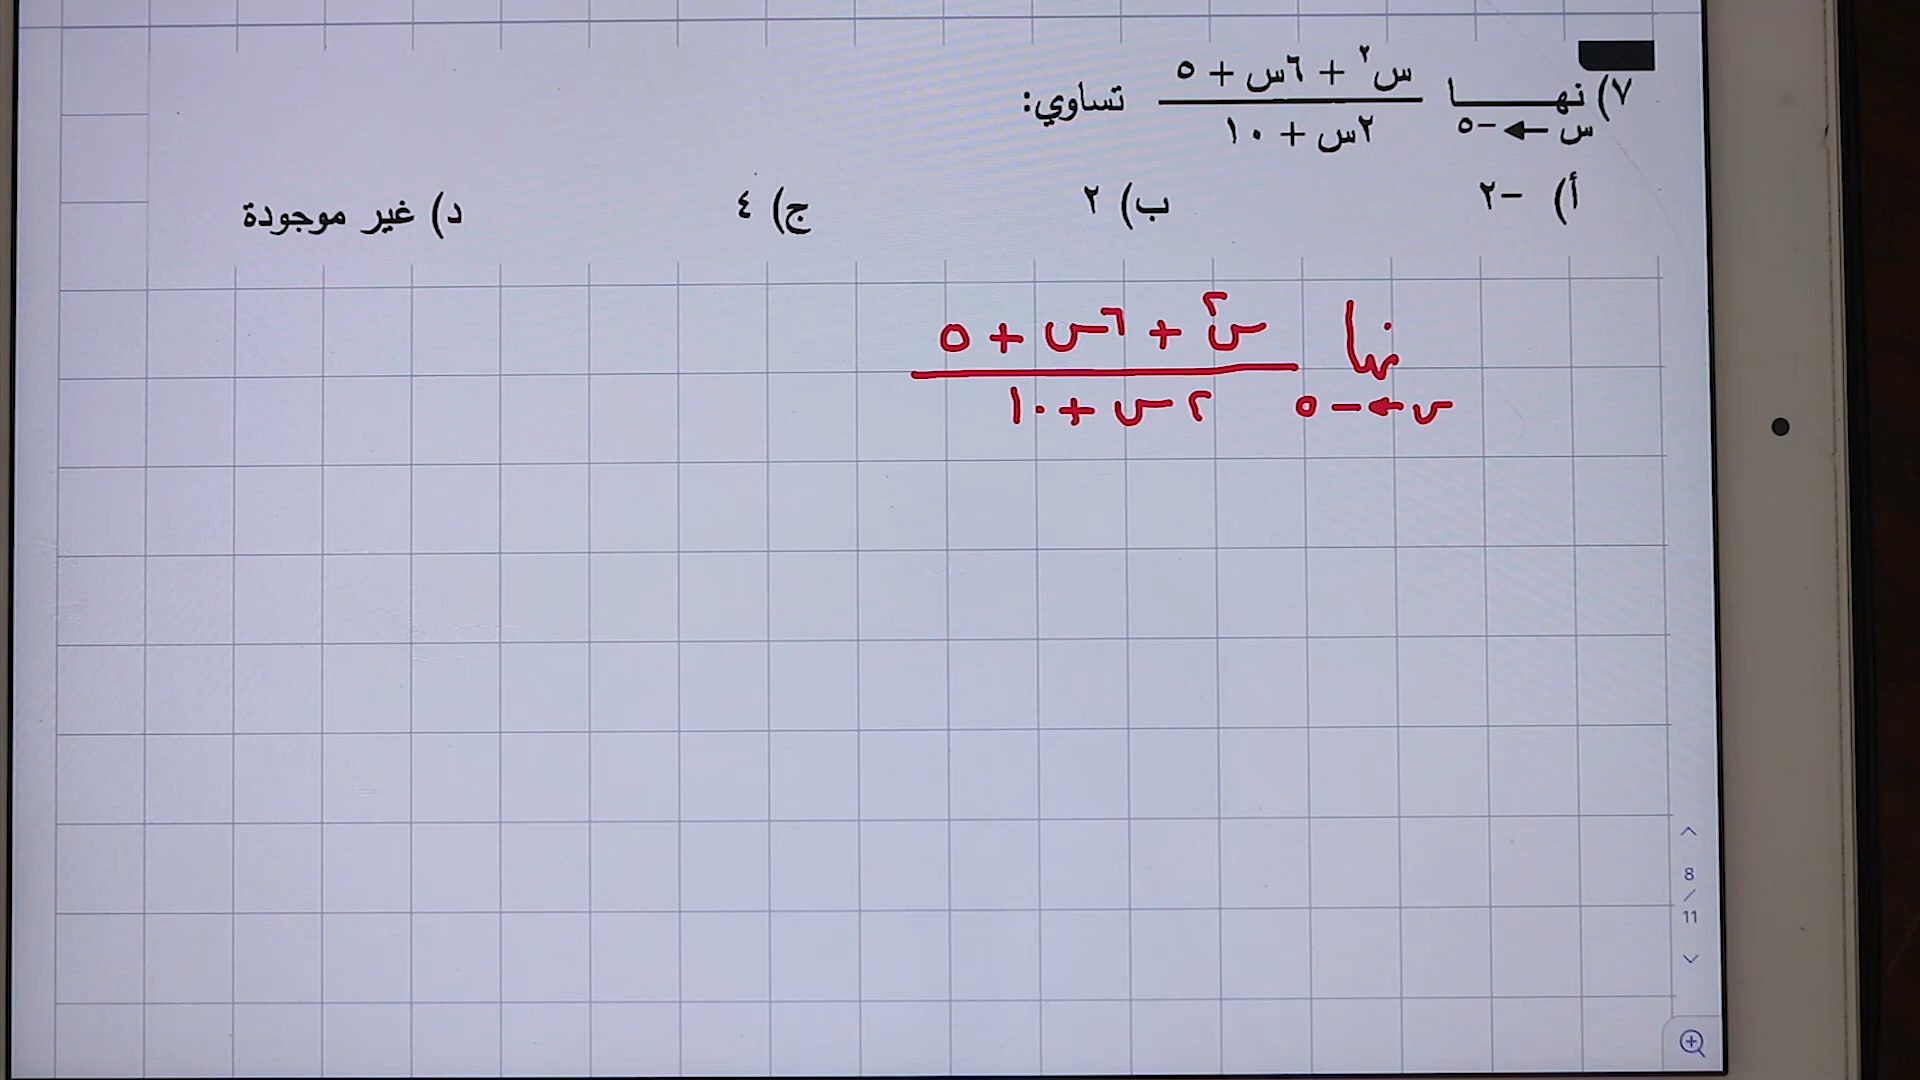 ٧) نهـــــا س٢ + ٦س + ٥ تساوي:
س ← -٥ ٢س + ١٠
أ) -٢ ب) ٢ ج) ٤ د) غير موجودة
نها س٢ + ٦س + ٥
س ← -٥ ٢س + ١٠
8
/
11